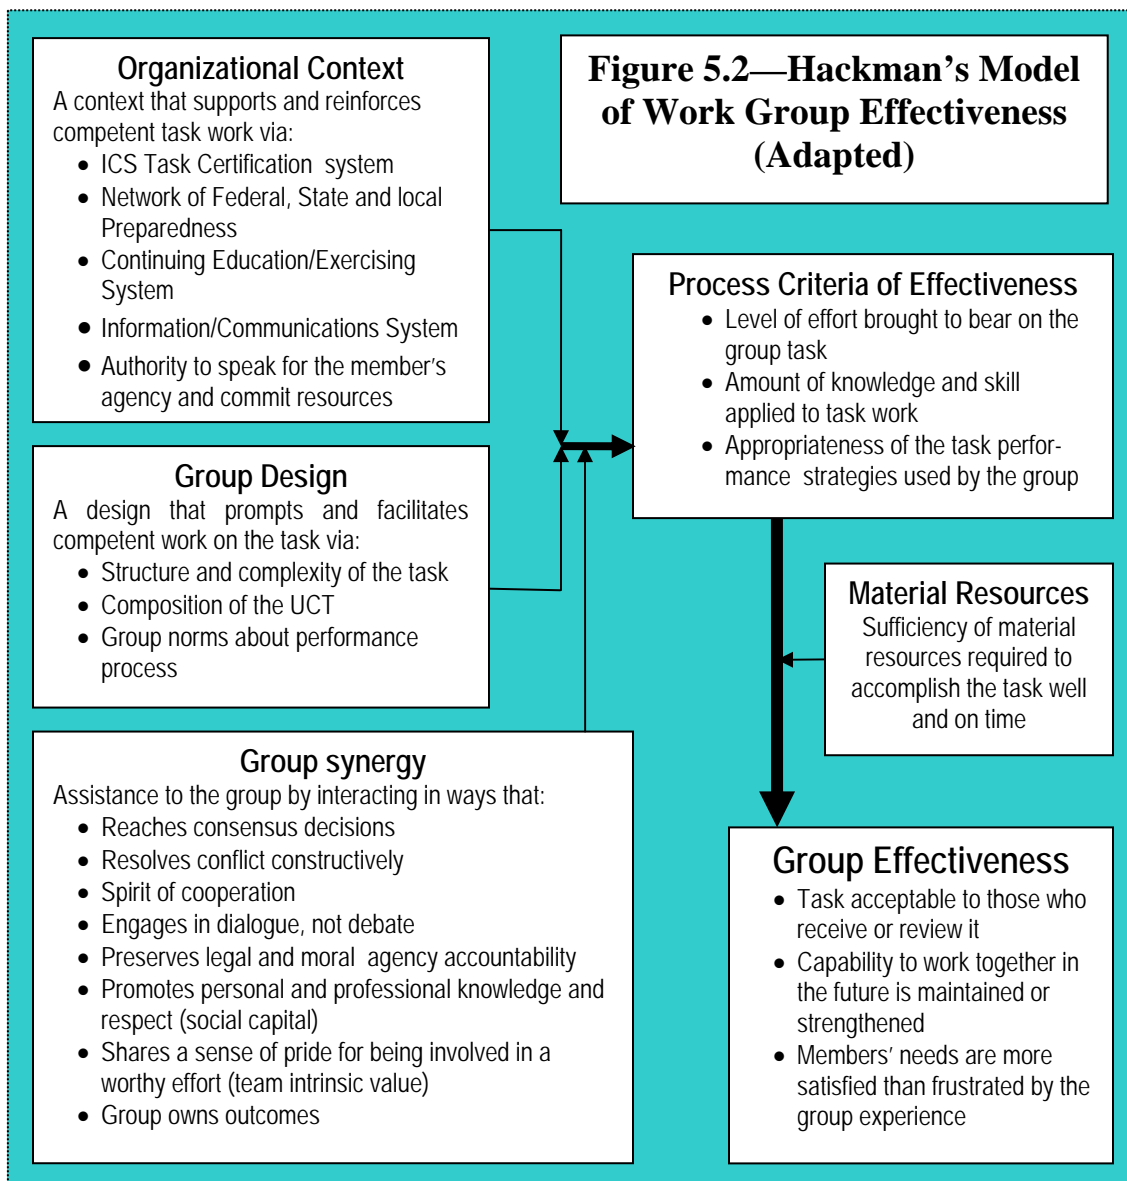 Organizational Context
A context that supports and reinforces
competent task work via:
• ICS Task Certification system
• Network of Federal, State and local
Preparedness
• Continuing Education/Exercising
System
• Information/Communications System
• Authority to speak for the member's
agency and commit resources
Figure 5.2—Hackman's Model
of Work Group Effectiveness
(Adapted)
Process Criteria of Effectiveness
• Level of effort brought to bear on the
group task
• Amount of knowledge and skill
applied to task work
• Appropriateness of the task perfor-
mance strategies used by the group
Group Design
A design that prompts and facilitates
competent work on the task via:
• Structure and complexity of the task
• Composition of the UCT
• Group norms about performance
process
Material Resources
Sufficiency of material
resources required to
accomplish the task well
and on time
Group synergy
Assistance to the group by interacting in ways that:
• Reaches consensus decisions
• Resolves conflict constructively
• Spirit of cooperation
• Engages in dialogue, not debate
• Preserves legal and moral agency accountability
• Promotes personal and professional knowledge and
respect (social capital)
• Shares a sense of pride for being involved in a
worthy effort (team intrinsic value)
• Group owns outcomes
Group Effectiveness
• Task acceptable to those who
receive or review it
• Capability to work together in
the future is maintained or
strengthened
• Members' needs are more
satisfied than frustrated by the
group experience